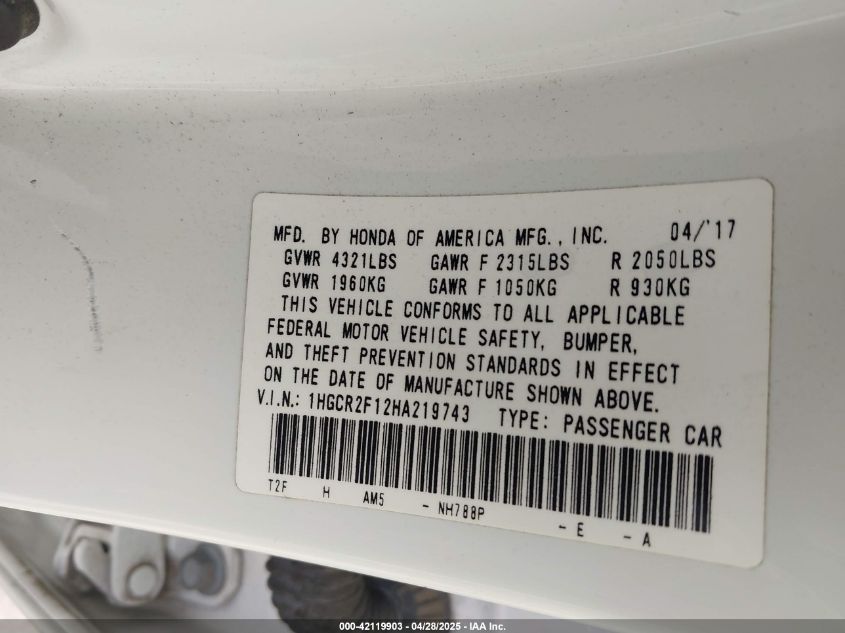 MFD. BY HONDA OF AMERICA MFG., INC. 04/'17
GVWR 4321LBS GAWR F 2315LBS R 2050LBS
GVWR 1960KG GAWR F 1050KG R 930KG
THIS VEHICLE CONFORMS TO ALL APPLICABLE
FEDERAL MOTOR VEHICLE SAFETY, BUMPER,
AND THEFT PREVENTION STANDARDS IN EFFECT
ON THE DATE OF MANUFACTURE SHOWN ABOVE.
V.I.N.: 1HGCR2F12HA219743 TYPE: PASSENGER CAR
T2F H AM5 - NH788P - E - A
000-42119903 - 04/28/2025 - IAA Inc.